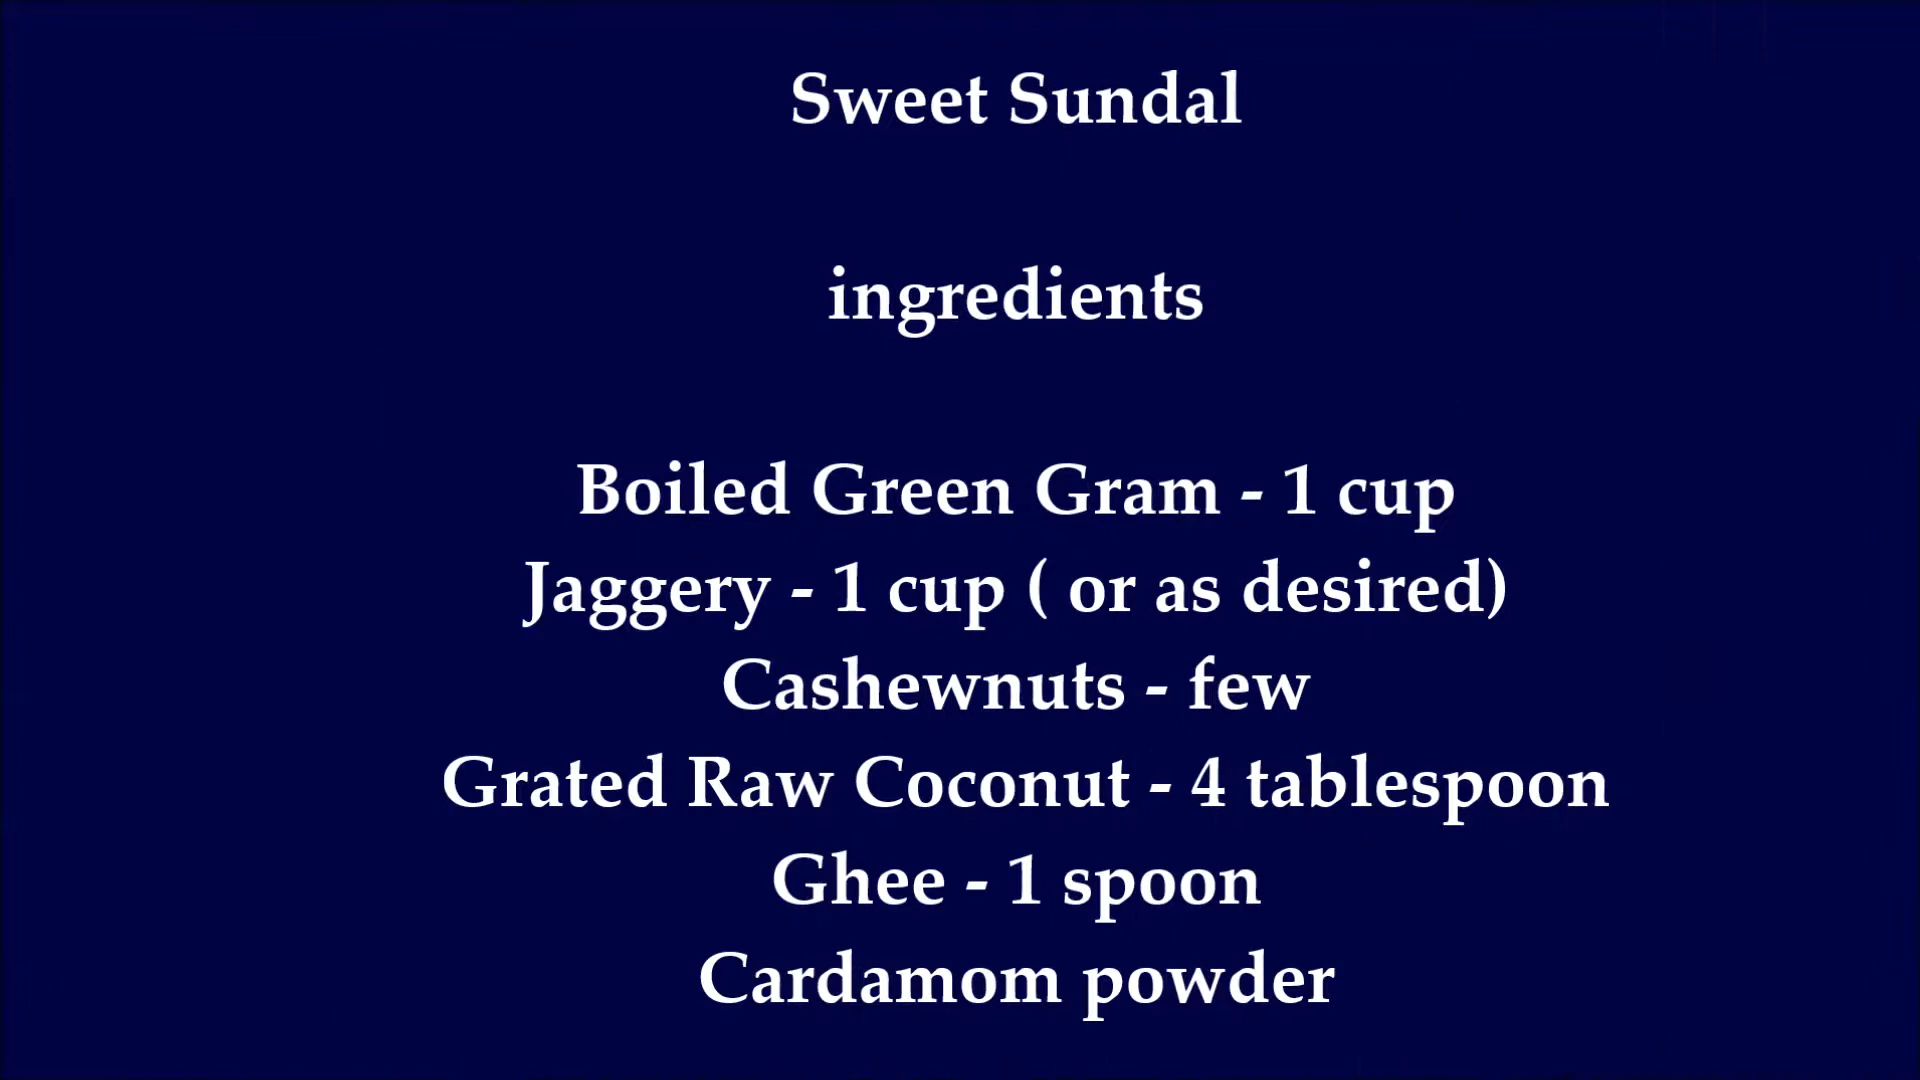 Sweet Sundal
ingredients
Boiled Green Gram - 1 cup
Jaggery - 1 cup ( or as desired)
Cashewnuts - few
Grated Raw Coconut - 4 tablespoon
Ghee - 1 spoon
Cardamom powder